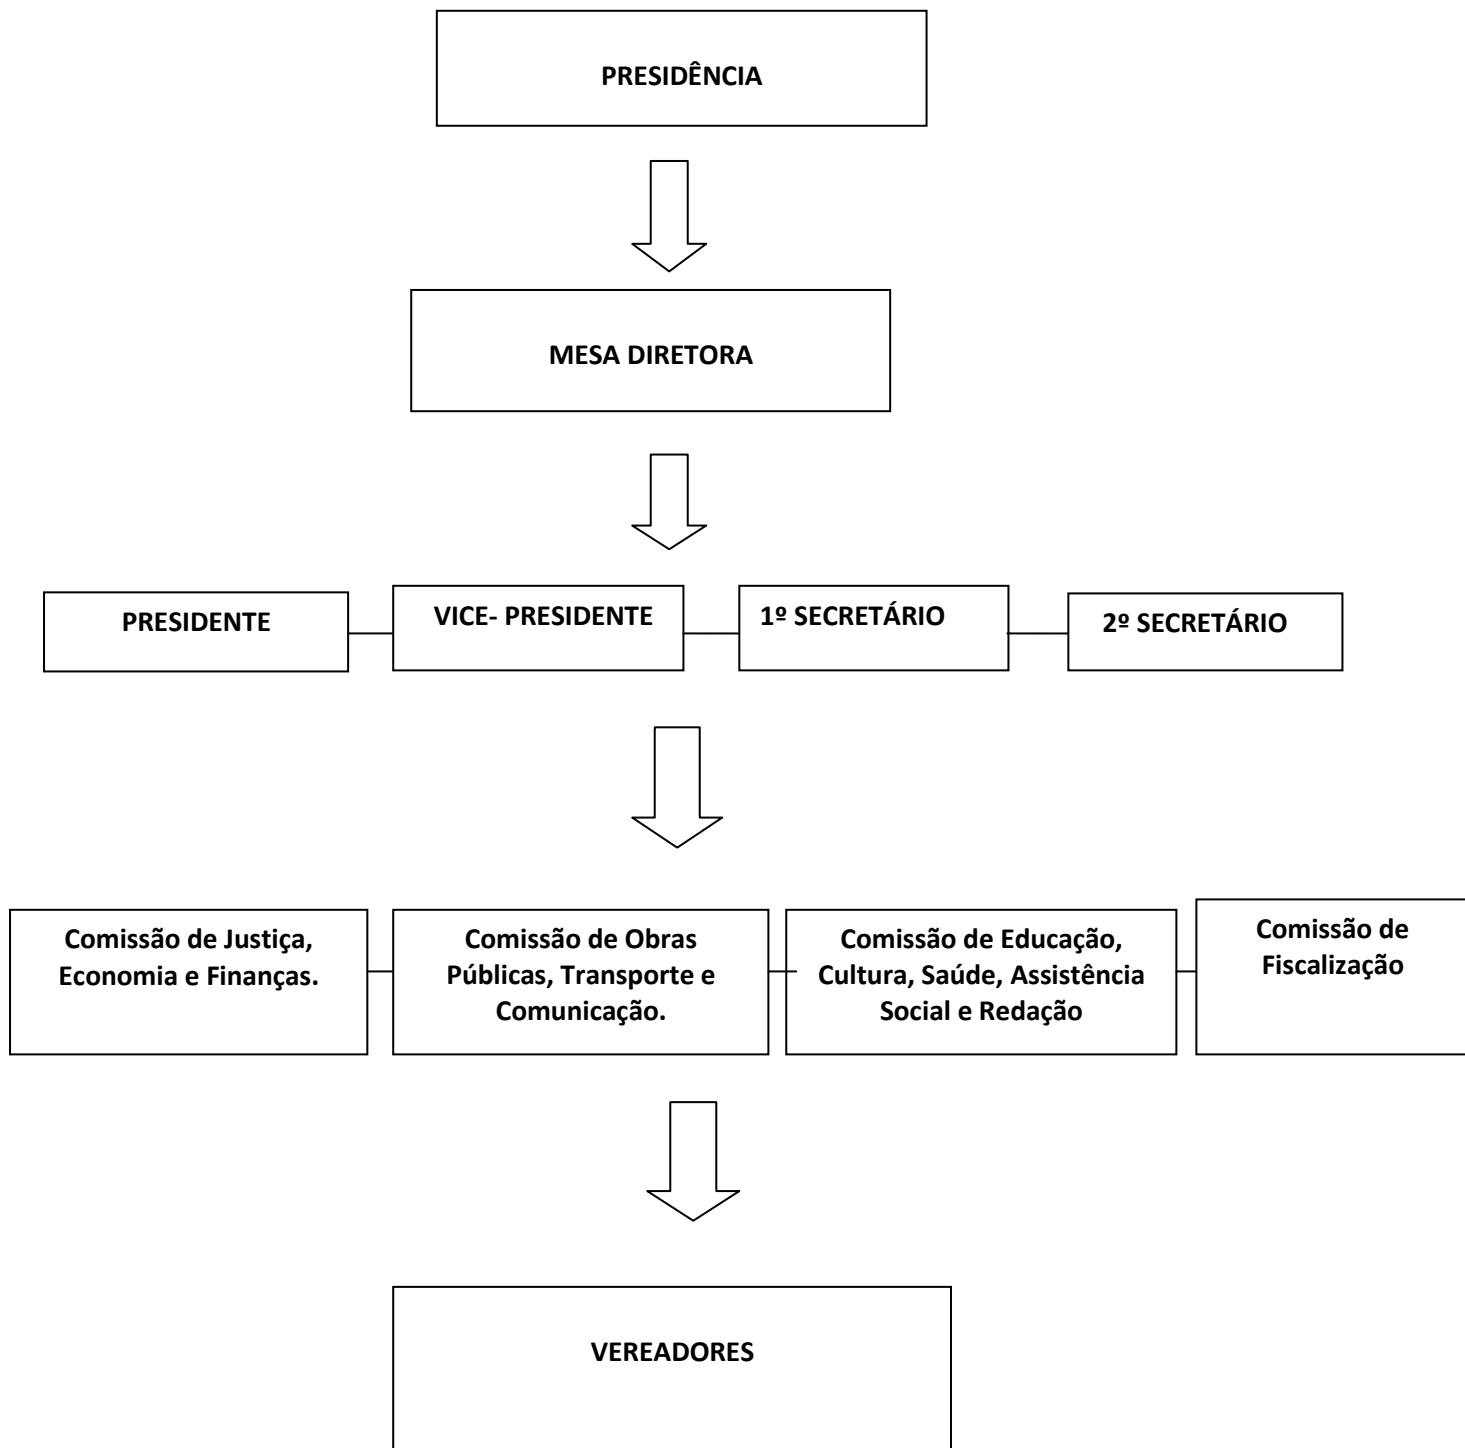 PRESIDÊNCIA
MESA DIRETORA
PRESIDENTE
VICE- PRESIDENTE
1º SECRETÁRIO
2º SECRETÁRIO
Comissão de Justiça,
Economia e Finanças.
Comissão de Obras
Públicas, Transporte e
Comunicação.
Comissão de Educação,
Cultura, Saúde, Assistência
Social e Redação
Comissão de
Fiscalização
VEREADORES